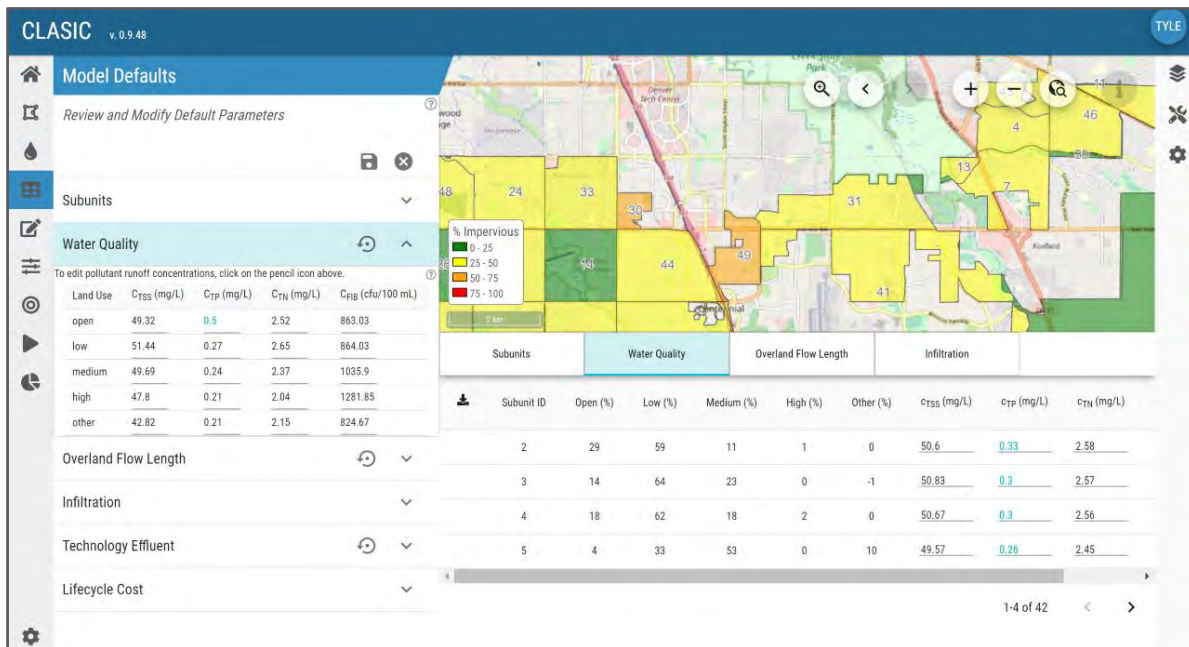 CLASIC v. 0.9.48
TYLE
Model Defaults
Review and Modify Default Parameters
Subunits
Water Quality
To edit pollutant runoff concentrations, click on the pencil icon above.
Land Use CTSS (mg/L) CTP (mg/L) CTN (mg/L) CFIB (cfu/100 mL)
open 49.32 0.5 2.52 863.03
low 51.44 0.27 2.65 864.03
medium 49.69 0.24 2.37 1035.9
high 47.8 0.21 2.04 1281.85
other 42.82 0.21 2.15 824.67
Overland Flow Length
Infiltration
Technology Effluent
Lifecycle Cost
Park
Denver
Tech Center
11
46
4
50
13
7
48
24
33
30
31
% Impervious
0 - 25
25 - 50
50 - 75
75 - 100
14
44
49
41
Foxfield
2 km
Centennial
Subunits Water Quality Overland Flow Length Infiltration
Subunit ID Open (%) Low (%) Medium (%) High (%) Other (%) cTSS (mg/L) cTP (mg/L) cTN (mg/L)
2 29 59 11 1 0 50.6 0.33 2.58
3 14 64 23 0 -1 50.83 0.3 2.57
4 18 62 18 2 0 50.67 0.3 2.56
5 4 33 53 0 10 49.57 0.26 2.45
1-4 of 42